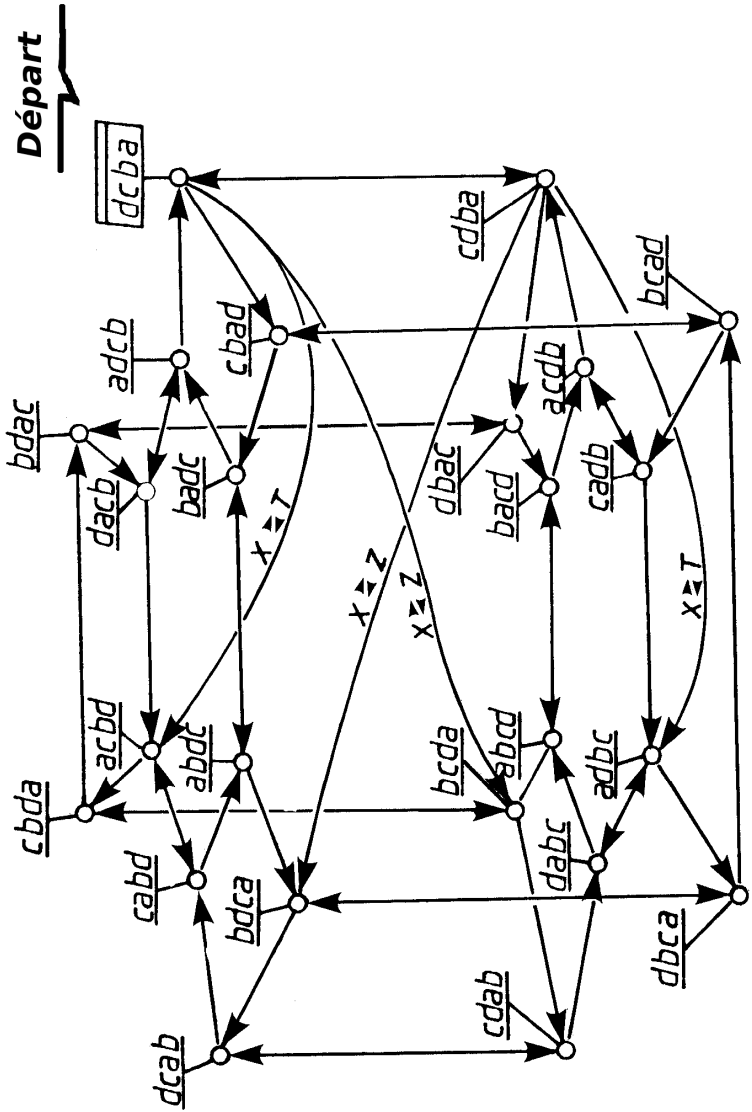 Départ
dcba
cdba
bcad
adcb
cbad
acdb
bdac
dacb
badc
dbac
bacd
cadb
X⇄T
X⇄Z
X⇄Z
X⇄T
cbda
acbd
abdc
bcda
abcd
adbc
cabd
bdca
dabc
dbca
dcab
cdab